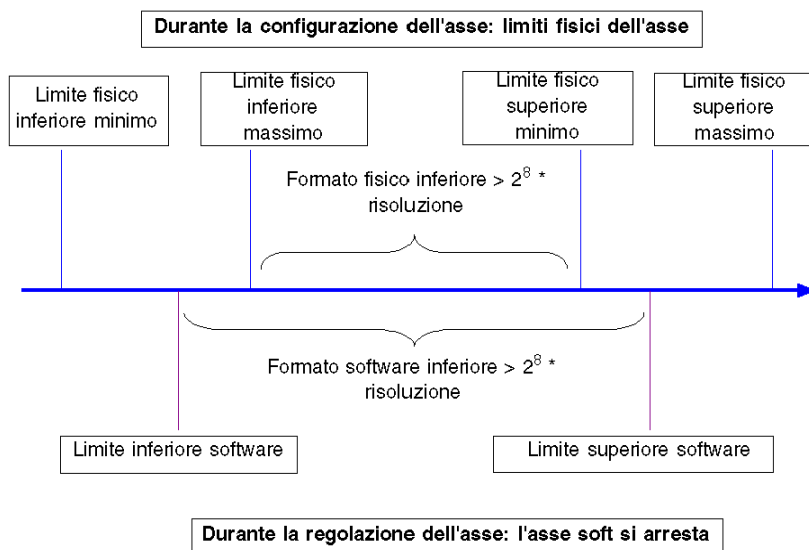 Durante la configurazione dell'asse: limiti fisici dell'asse
Limite fisico
inferiore minimo
Limite fisico
inferiore
massimo
Limite fisico
superiore
minimo
Limite fisico
superiore
massimo
Formato fisico inferiore > 2⁸ *
risoluzione
Formato software inferiore > 2⁸ *
risoluzione
Limite inferiore software
Limite superiore software
Durante la regolazione dell'asse: l'asse soft si arresta